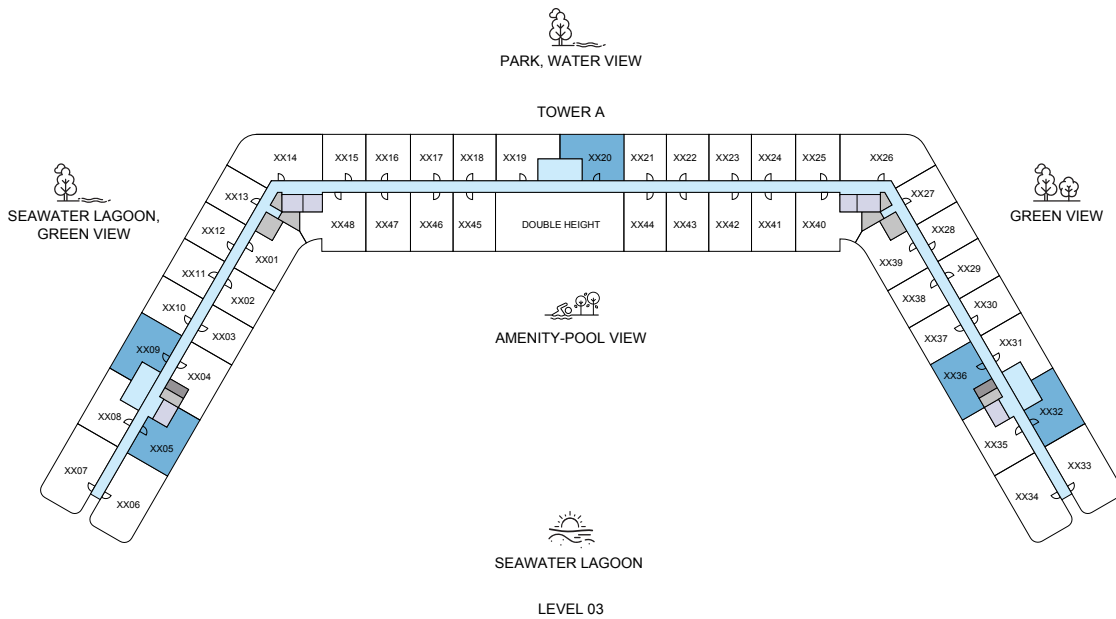 PARK, WATER VIEW
TOWER A
XX14
XX15
XX16
XX17
XX18
XX19
XX20
XX21
XX22
XX23
XX24
XX25
XX26
XX13
XX27
SEAWATER LAGOON,
GREEN VIEW
GREEN VIEW
XX12
XX48
XX47
XX46
XX45
DOUBLE HEIGHT
XX44
XX43
XX42
XX41
XX40
XX28
XX01
XX39
XX11
XX29
XX02
XX38
XX10
XX30
XX03
AMENITY-POOL VIEW
XX37
XX31
XX09
XX04
XX36
XX08
XX32
XX05
XX35
XX07
XX33
XX06
XX34
SEAWATER LAGOON
LEVEL 03